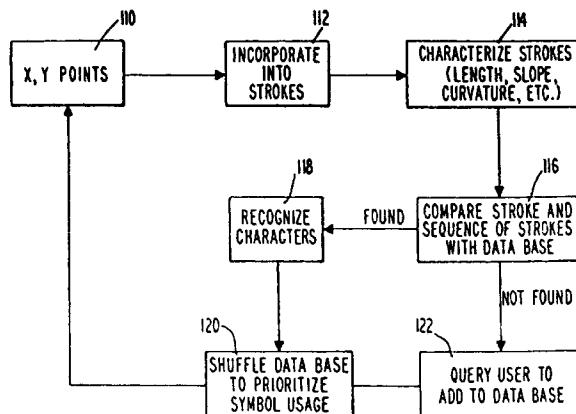 110
X, Y POINTS
112
INCORPORATE
INTO
STROKES
114
CHARACTERIZE STROKES
(LENGTH, SLOPE,
CURVATURE, ETC.)
116
COMPARE STROKE AND
SEQUENCE OF STROKES
WITH DATA BASE
FOUND
118
RECOGNIZE
CHARACTERS
NOT FOUND
120
SHUFFLE DATA BASE
TO PRIORITIZE
SYMBOL USAGE
122
QUERY USER TO
ADD TO DATA BASE